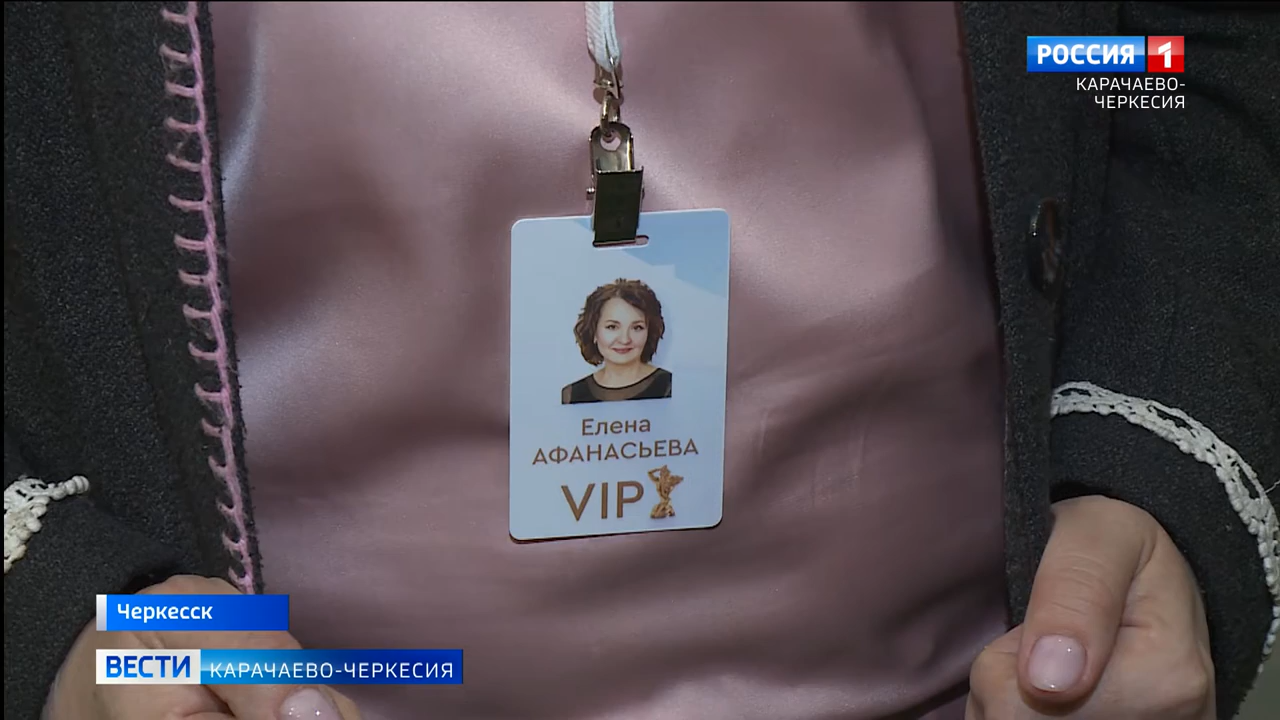 РОССИЯ 1
КАРАЧАЕВО-
ЧЕРКЕСИЯ
Елена
АФАНАСЬЕВА
VIP
Черкесск
ВЕСТИ КАРАЧАЕВО-ЧЕРКЕСИЯ